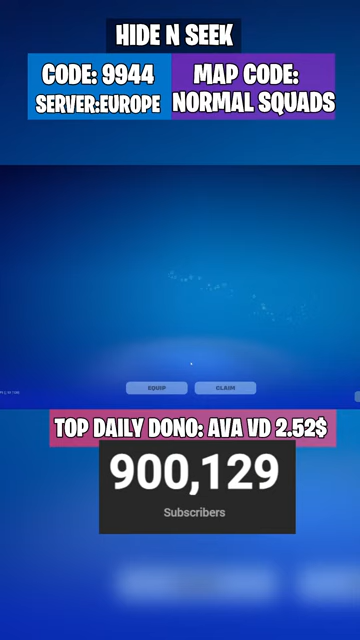 HIDE N SEEK
CODE: 9944
SERVER:EUROPE
MAP CODE:
NORMAL SQUADS
EQUIP
CLAIM
TOP DAILY DONO: AVA VD 2.52$
900,129
Subscribers